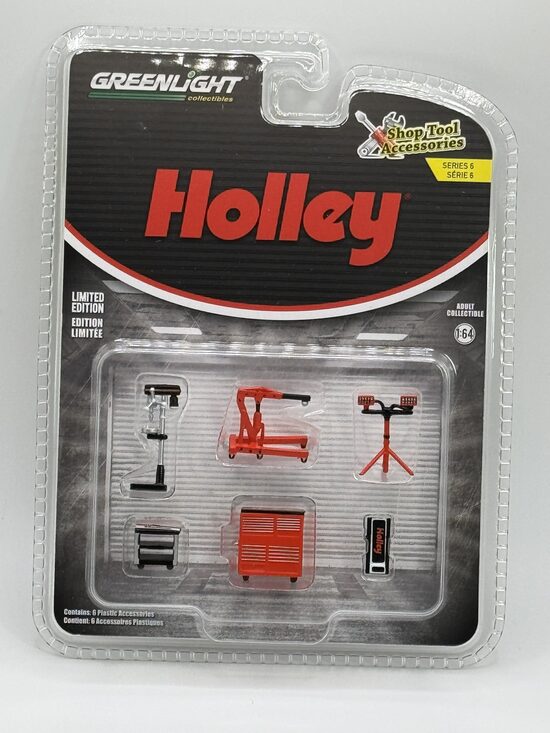 GREENLIGHT
collectibles
Shop Tool
Accessories
SERIES 6
SÉRIE 6
Holley
LIMITED
EDITION
EDITION
LIMITÉE
ADULT
COLLECTIBLE
1:64
Holley
Contains: 6 Plastic Accessories
Contient: 6 Accessoires Plastiques